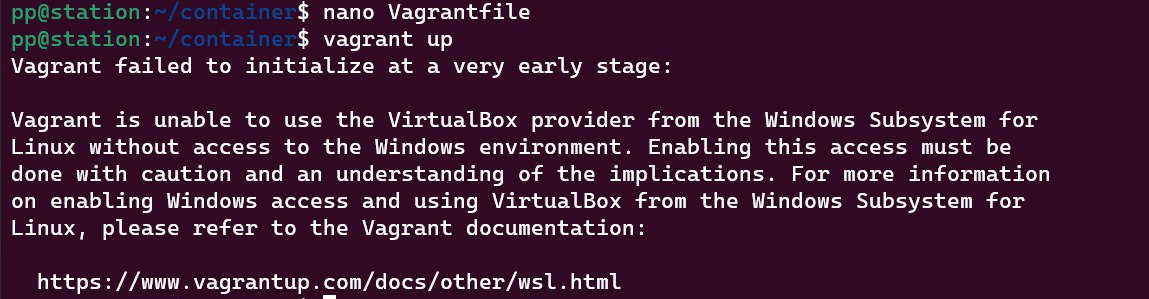 pp@station:~/container$ nano Vagrantfile
pp@station:~/container$ vagrant up
Vagrant failed to initialize at a very early stage:

Vagrant is unable to use the VirtualBox provider from the Windows Subsystem for
Linux without access to the Windows environment. Enabling this access must be
done with caution and an understanding of the implications. For more information
on enabling Windows access and using VirtualBox from the Windows Subsystem for
Linux, please refer to the Vagrant documentation:

https://www.vagrantup.com/docs/other/wsl.html